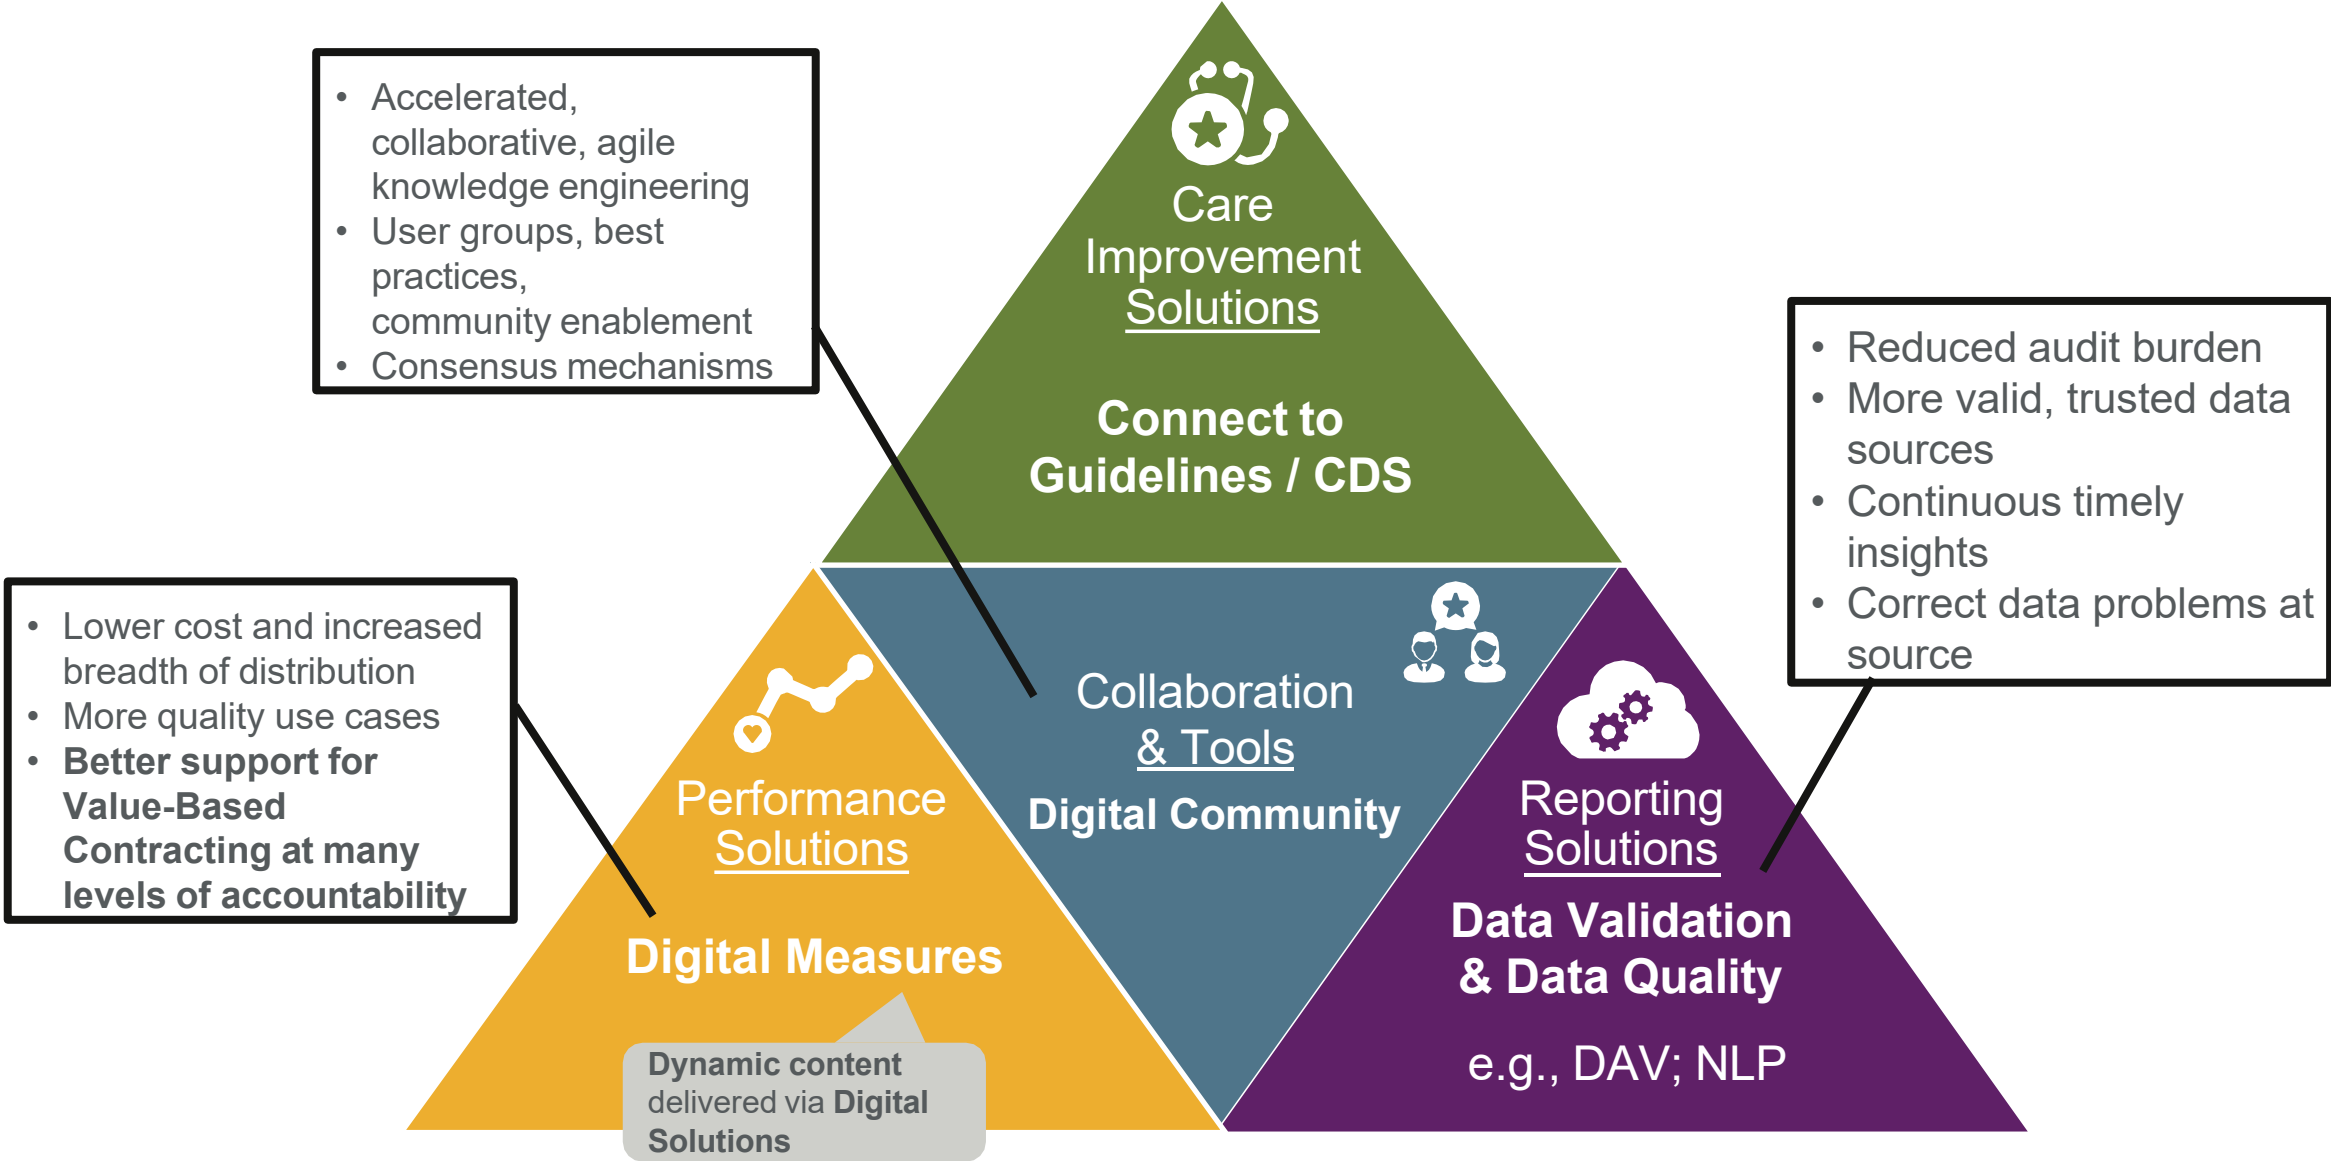 • Accelerated,
collaborative, agile
knowledge engineering
• User groups, best
practices,
community enablement
• Consensus mechanisms
Care
Improvement
Solutions
Connect to
Guidelines / CDS
• Reduced audit burden
• More valid, trusted data
sources
• Continuous timely
insights
• Correct data problems at
source
• Lower cost and increased
breadth of distribution
• More quality use cases
• Better support for
Value-Based
Contracting at many
levels of accountability
Performance
Solutions
Digital Measures
Dynamic content
delivered via Digital
Solutions
Collaboration
& Tools
Digital Community
Reporting
Solutions
Data Validation
& Data Quality
e.g., DAV; NLP